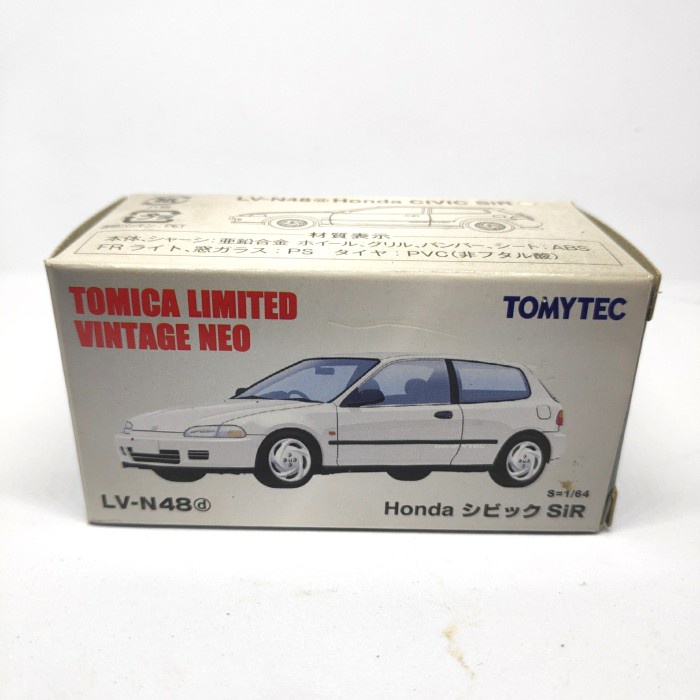 LV-N48ⓓ Honda CIVIC SiR
材質表示
本体、シャーシ：亜鉛合金 ホイール、グリル、バンパー、シート：ABS
FR ライト、窓ガラス：PS タイヤ：PVC（非フタル酸）
TOMICA LIMITED
VINTAGE NEO
TOMYTEC
S=1/64
LV-N48ⓓ
Honda シビック SiR